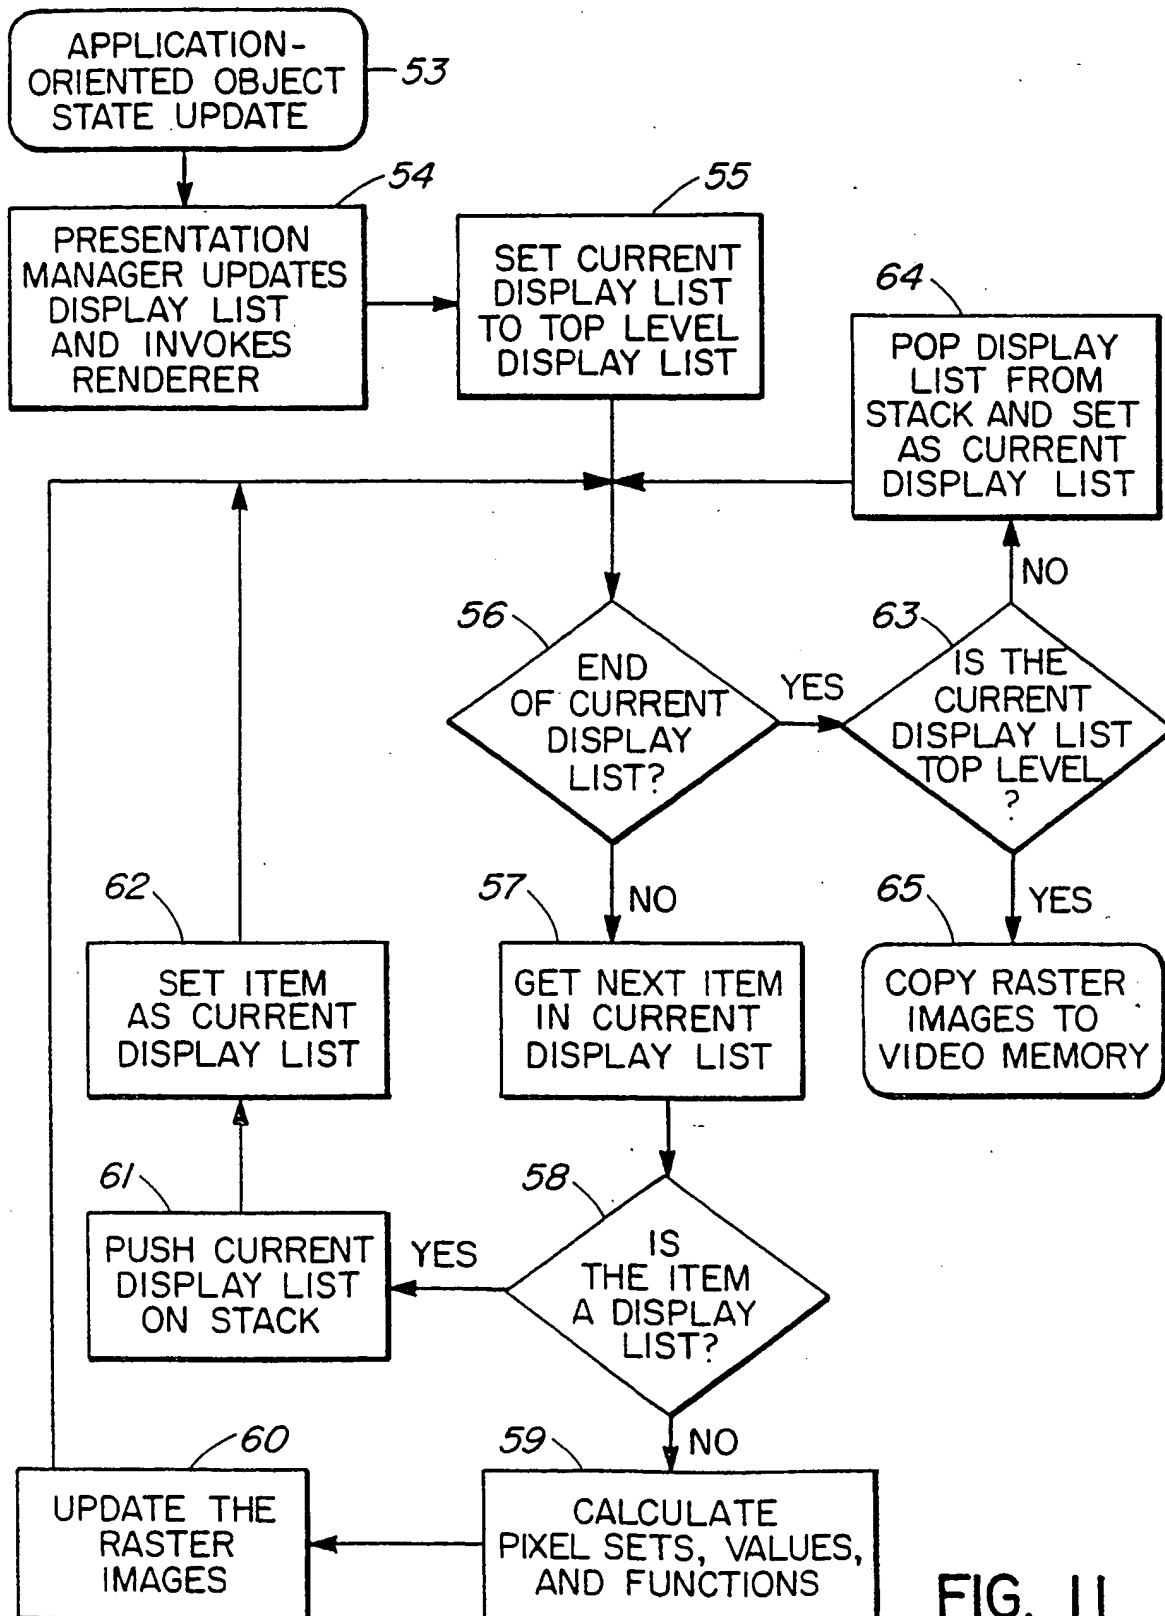 APPLICATION-
ORIENTED OBJECT
STATE UPDATE
53
54
PRESENTATION
MANAGER UPDATES
DISPLAY LIST
AND INVOKES
RENDERER
55
SET CURRENT
DISPLAY LIST
TO TOP LEVEL
DISPLAY LIST
64
POP DISPLAY
LIST FROM
STACK AND SET
AS CURRENT
DISPLAY LIST
NO
56
END
OF CURRENT
DISPLAY
LIST?
YES
63
IS THE
CURRENT
DISPLAY LIST
TOP LEVEL
?
YES
65
COPY RASTER
IMAGES TO
VIDEO MEMORY
NO
57
GET NEXT ITEM
IN CURRENT
DISPLAY LIST
62
SET ITEM
AS CURRENT
DISPLAY LIST
61
PUSH CURRENT
DISPLAY LIST
ON STACK
YES
58
IS
THE ITEM
A DISPLAY
LIST?
NO
59
CALCULATE
PIXEL SETS, VALUES,
AND FUNCTIONS
60
UPDATE THE
RASTER
IMAGES
FIG. 11